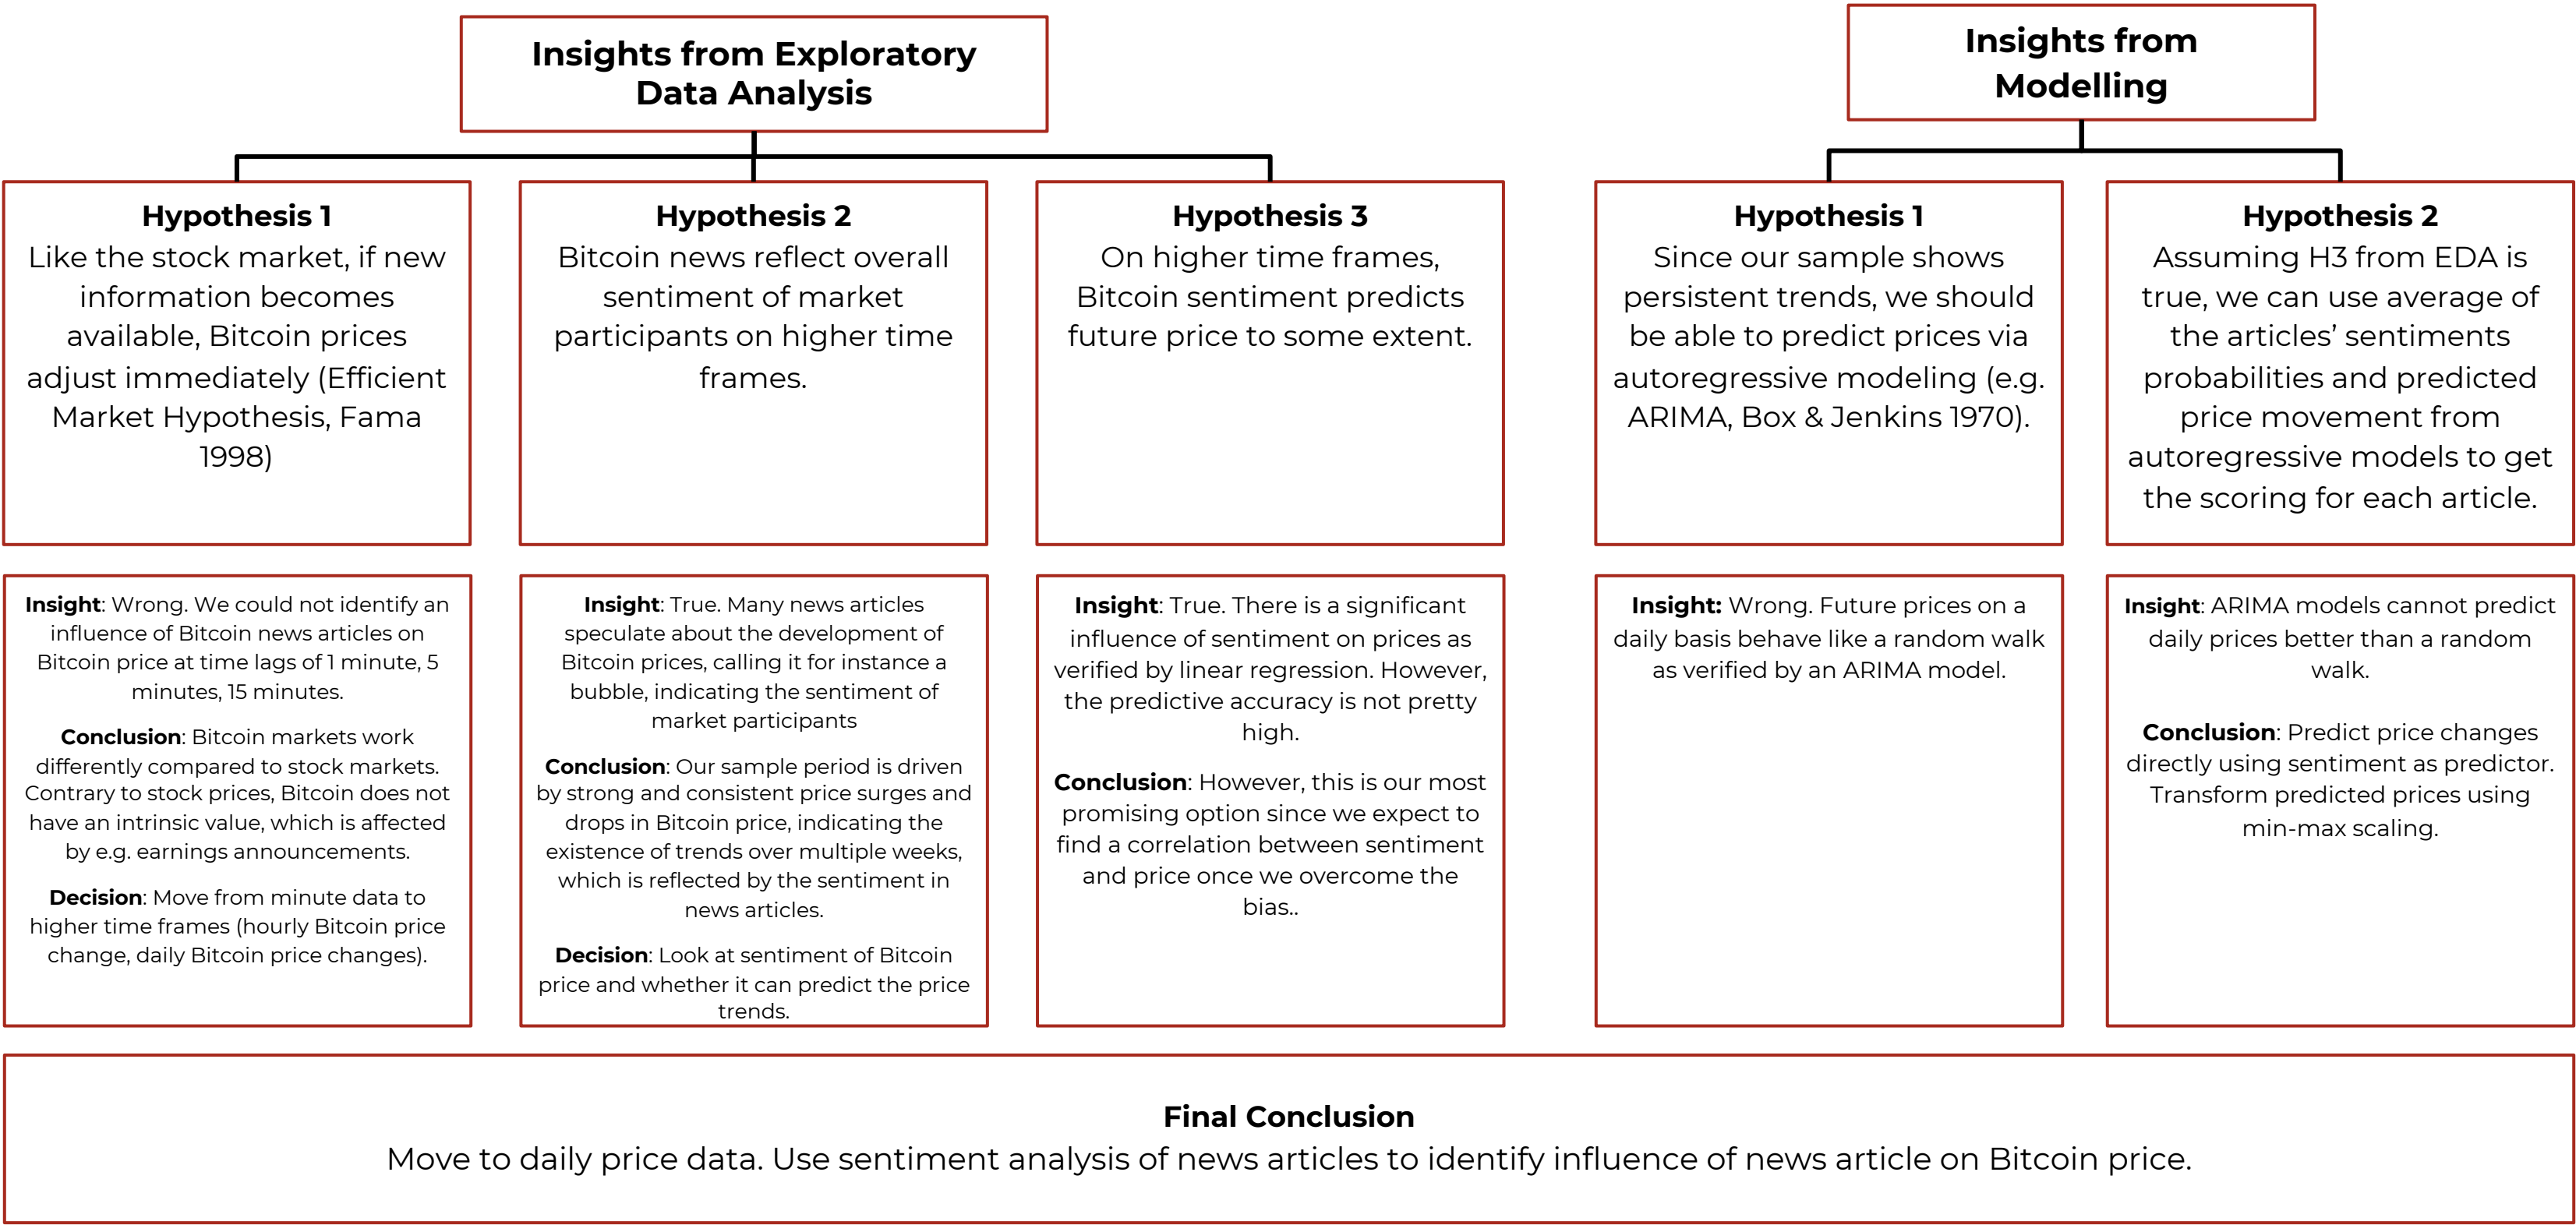 Insights from Exploratory
Data Analysis
Hypothesis 1
Like the stock market, if new
information becomes
available, Bitcoin prices
adjust immediately (Efficient
Market Hypothesis, Fama
1998)
Hypothesis 2
Bitcoin news reflect overall
sentiment of market
participants on higher time
frames.
Hypothesis 3
On higher time frames,
Bitcoin sentiment predicts
future price to some extent.
Insight: Wrong. We could not identify an
influence of Bitcoin news articles on
Bitcoin price at time lags of 1 minute, 5
minutes, 15 minutes.
Conclusion: Bitcoin markets work
differently compared to stock markets.
Contrary to stock prices, Bitcoin does not
have an intrinsic value, which is affected
by e.g. earnings announcements.
Decision: Move from minute data to
higher time frames (hourly Bitcoin price
change, daily Bitcoin price changes).
Insight: True. Many news articles
speculate about the development of
Bitcoin prices, calling it for instance a
bubble, indicating the sentiment of
market participants
Conclusion: Our sample period is driven
by strong and consistent price surges and
drops in Bitcoin price, indicating the
existence of trends over multiple weeks,
which is reflected by the sentiment in
news articles.
Decision: Look at sentiment of Bitcoin
price and whether it can predict the price
trends.
Insight: True. There is a significant
influence of sentiment on prices as
verified by linear regression. However,
the predictive accuracy is not pretty
high.
Conclusion: However, this is our most
promising option since we expect to
find a correlation between sentiment
and price once we overcome the
bias..
Insights from
Modelling
Hypothesis 1
Since our sample shows
persistent trends, we should
be able to predict prices via
autoregressive modeling (e.g.
ARIMA, Box & Jenkins 1970).
Hypothesis 2
Assuming H3 from EDA is
true, we can use average of
the articles’ sentiments
probabilities and predicted
price movement from
autoregressive models to get
the scoring for each article.
Insight: Wrong. Future prices on a
daily basis behave like a random walk
as verified by an ARIMA model.
Insight: ARIMA models cannot predict
daily prices better than a random
walk.
Conclusion: Predict price changes
directly using sentiment as predictor.
Transform predicted prices using
min-max scaling.
Final Conclusion
Move to daily price data. Use sentiment analysis of news articles to identify influence of news article on Bitcoin price.